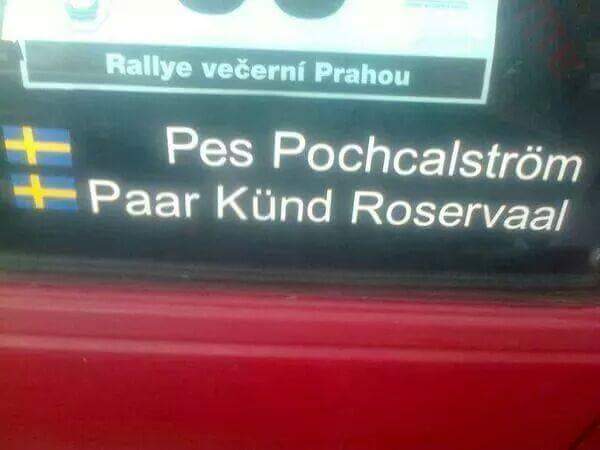 Rallye večerní Prahou
Pes Pochcalström
Paar Künd Roservaal